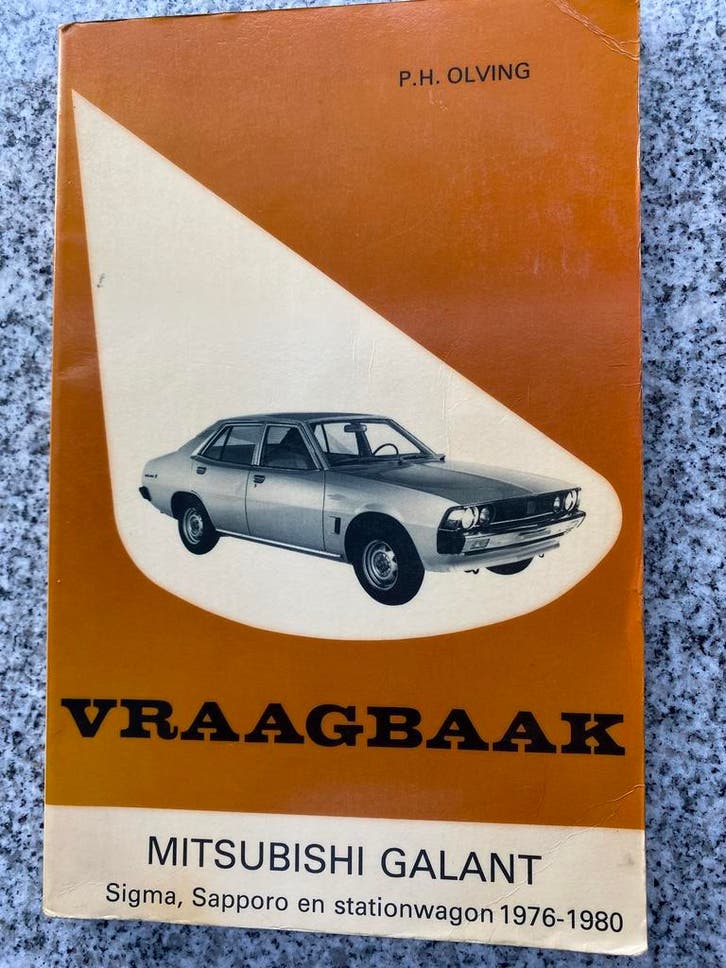 P.H. OLVING
VRAAGBAAK
MITSUBISHI GALANT
Sigma, Sapporo en stationwagon 1976-1980